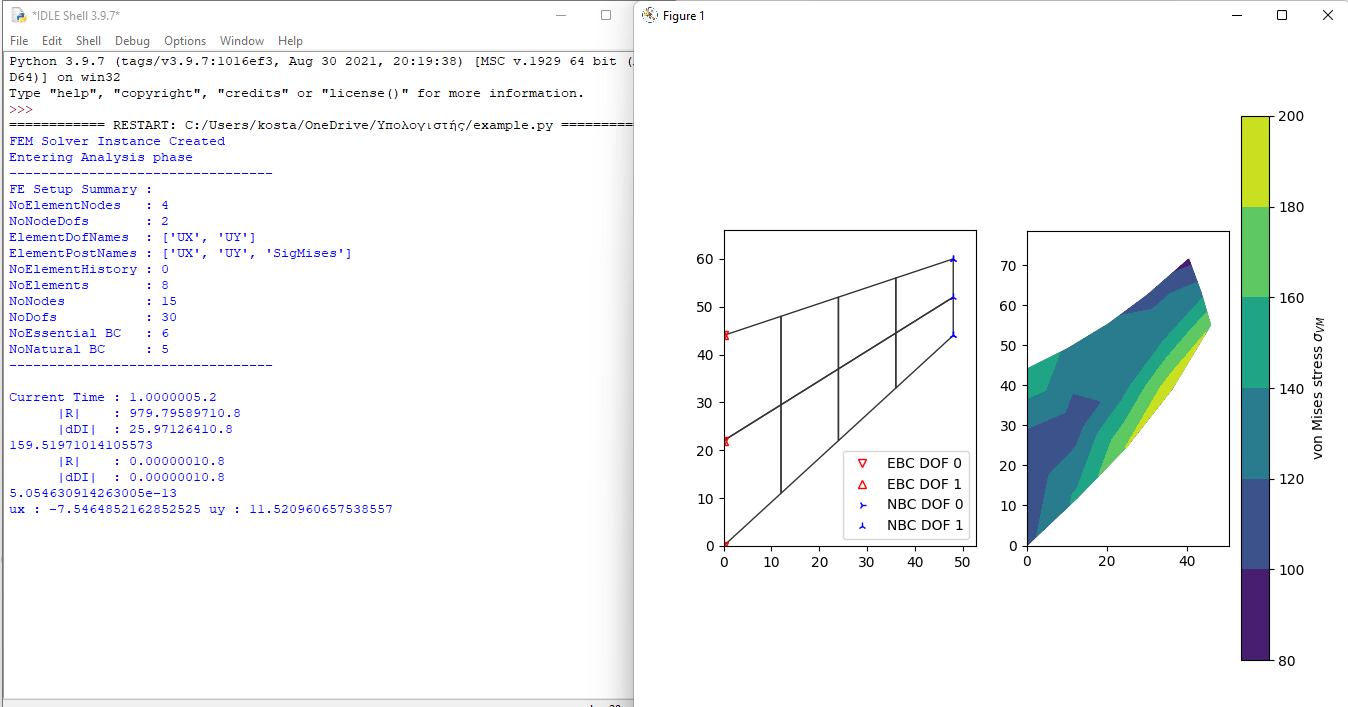 *IDLE Shell 3.9.7*
File Edit Shell Debug Options Window Help
Python 3.9.7 (tags/v3.9.7:1016ef3, Aug 30 2021, 20:19:38) [MSC v.1929 64 bit (
D64)] on win32
Type "help", "copyright", "credits" or "license()" for more information.
>>>
============ RESTART: C:/Users/kosta/OneDrive/Υπολογιστής/example.py =========
FEM Solver Instance Created
Entering Analysis phase
---------------------------------
FE Setup Summary :
NoElementNodes : 4
NoNodeDofs : 2
ElementDofNames : ['UX', 'UY']
ElementPostNames : ['UX', 'UY', 'SigMises']
NoElementHistory : 0
NoElements : 8
NoNodes : 15
NoDofs : 30
NoEssential BC : 6
NoNatural BC : 5
---------------------------------
Current Time : 1.0000005.2
|R| : 979.79589710.8
|dDI| : 25.97126410.8
159.51971014105573
|R| : 0.00000010.8
|dDI| : 0.00000010.8
5.054630914263005e-13
ux : -7.5464852162852525 uy : 11.520960657538557
Figure 1
60
50
40
30
20
10
0
0 10 20 30 40 50
EBC DOF 0
EBC DOF 1
NBC DOF 0
NBC DOF 1
70
60
50
40
30
20
10
0
0 20 40
200
180
160
140
120
100
80
von Mises stress σVM